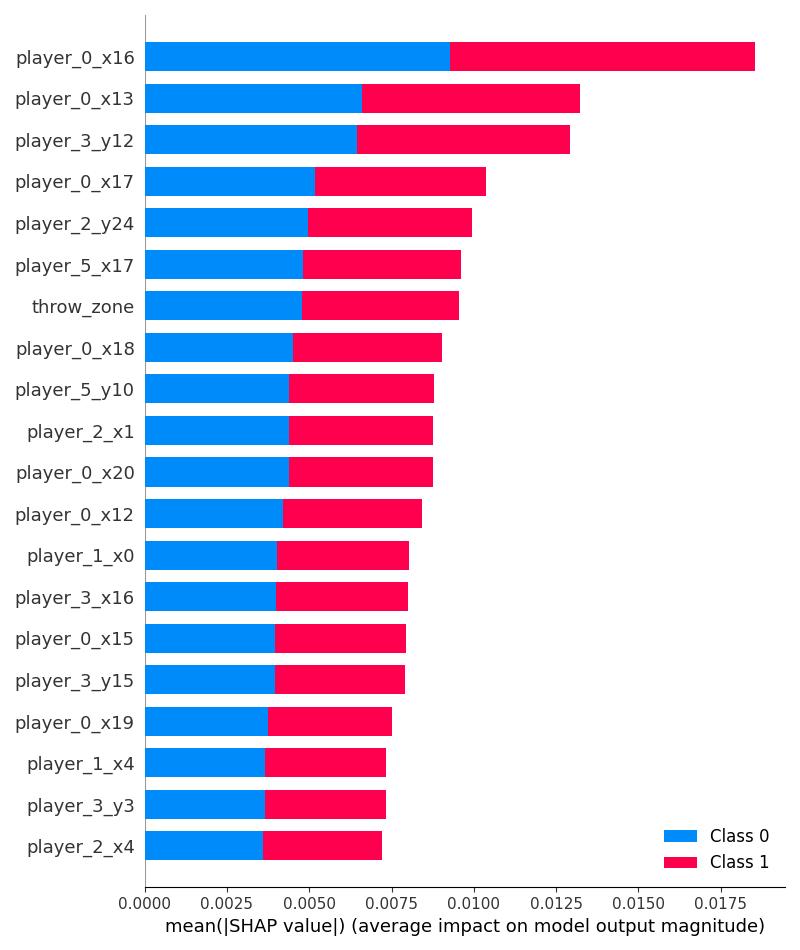 player_0_x16
player_0_x13
player_3_y12
player_0_x17
player_2_y24
player_5_x17
throw_zone
player_0_x18
player_5_y10
player_2_x1
player_0_x20
player_0_x12
player_1_x0
player_3_x16
player_0_x15
player_3_y15
player_0_x19
player_1_x4
player_3_y3
player_2_x4
Class 0
Class 1
0.0000 0.0025 0.0050 0.0075 0.0100 0.0125 0.0150 0.0175
mean(|SHAP value|) (average impact on model output magnitude)